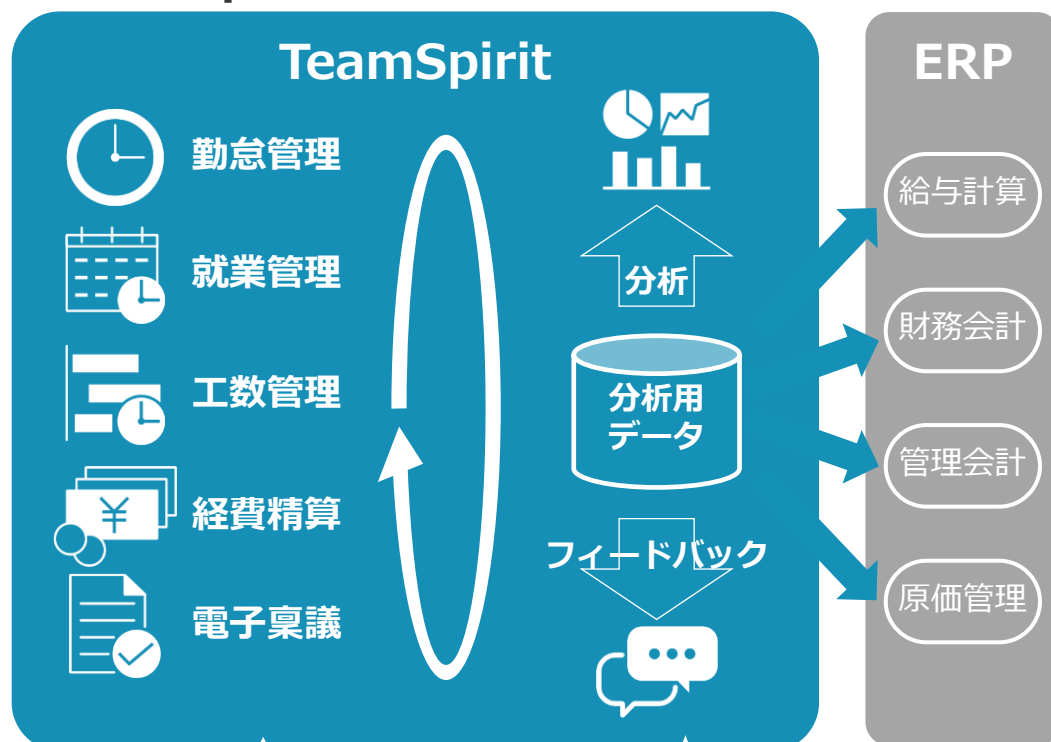 TeamSpirit
勤怠管理
就業管理
工数管理
経費精算
電子稟議
分析
分析用
データ
フィードバック
ERP
給与計算
財務会計
管理会計
原価管理